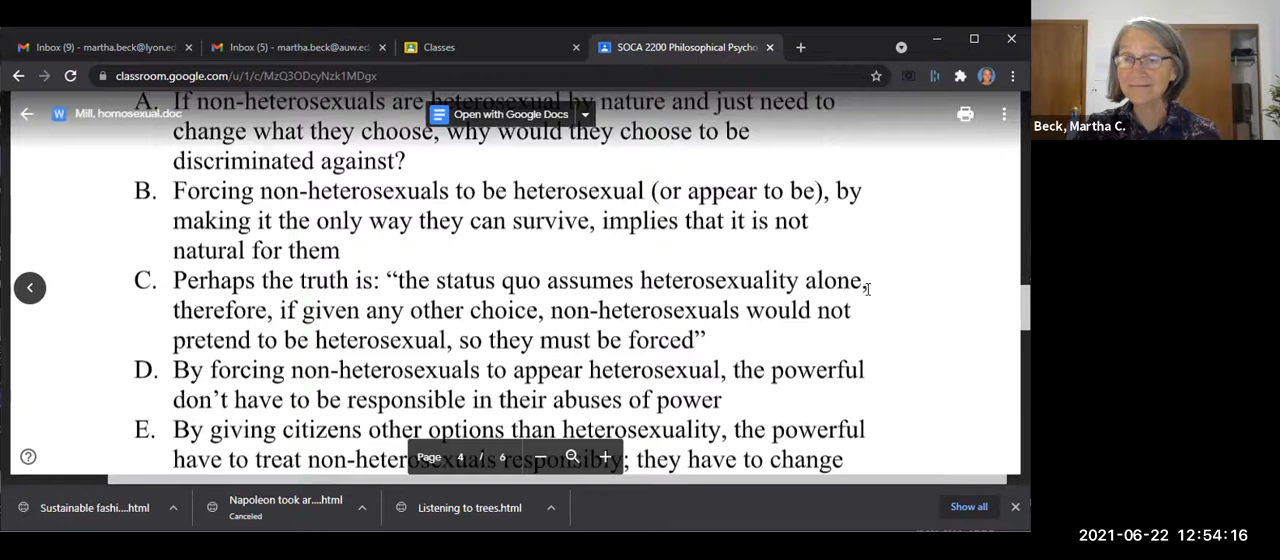 Inbox (9) - martha.beck@lyon.ed
Inbox (5) - martha.beck@auw.ed
Classes
SOCA 2200 Philosophical Psycho
classroom.google.com/u/1/c/MzQ3ODcyNzk1MDgx
Mill, homosexual.doc
Open with Google Docs
A. If non-heterosexuals are heterosexual by nature and just need to
change what they choose, why would they choose to be
discriminated against?
B. Forcing non-heterosexuals to be heterosexual (or appear to be), by
making it the only way they can survive, implies that it is not
natural for them
C. Perhaps the truth is: “the status quo assumes heterosexuality alone,
therefore, if given any other choice, non-heterosexuals would not
pretend to be heterosexual, so they must be forced”
D. By forcing non-heterosexuals to appear heterosexual, the powerful
don’t have to be responsible in their abuses of power
E. By giving citizens other options than heterosexuality, the powerful
have to treat non-heterosexuals responsibly; they have to change
Page 4 / 6
Sustainable fashi....html
Napoleon took ar....html
Canceled
Listening to trees.html
Show all
Beck, Martha C.
2021-06-22 12:54:16